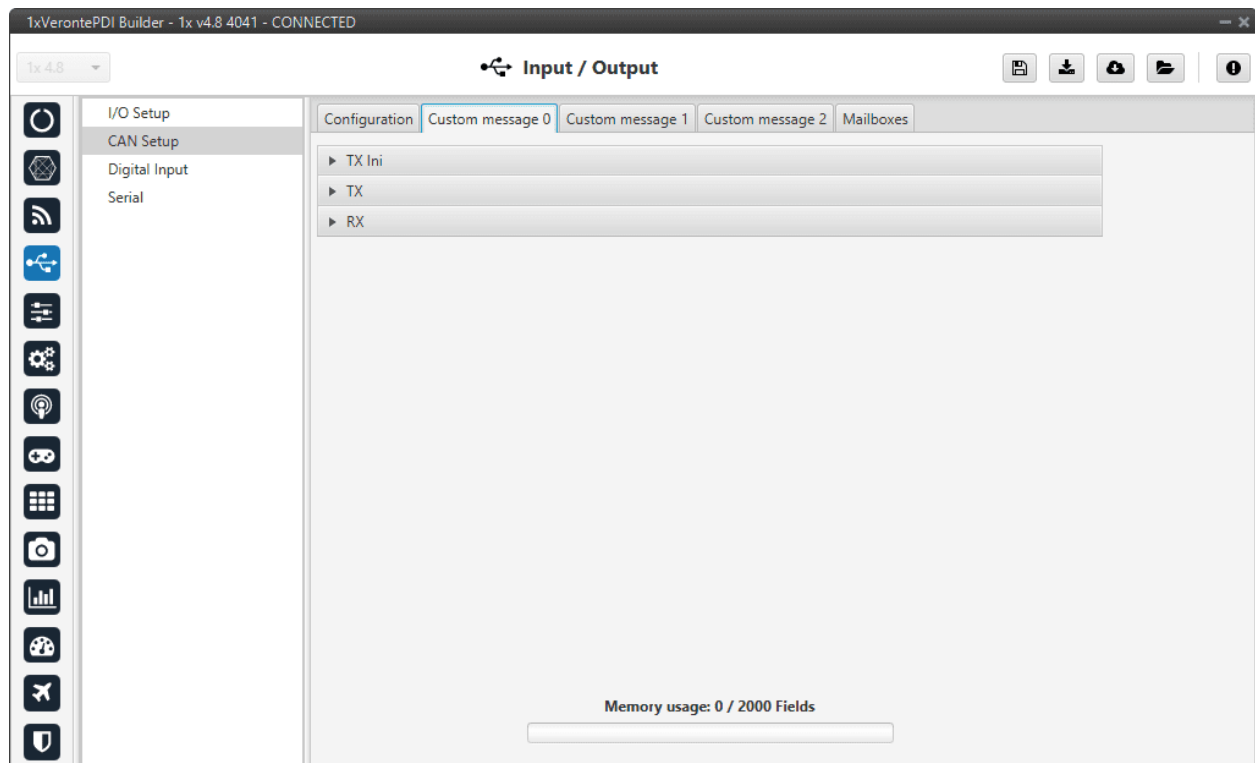 1xVerontePDI Builder - 1x v4.8 4041 - CONNECTED
1x 4.8
Input / Output
I/O Setup
CAN Setup
Digital Input
Serial
Configuration Custom message 0 Custom message 1 Custom message 2 Mailboxes
TX Ini
TX
RX
Memory usage: 0 / 2000 Fields